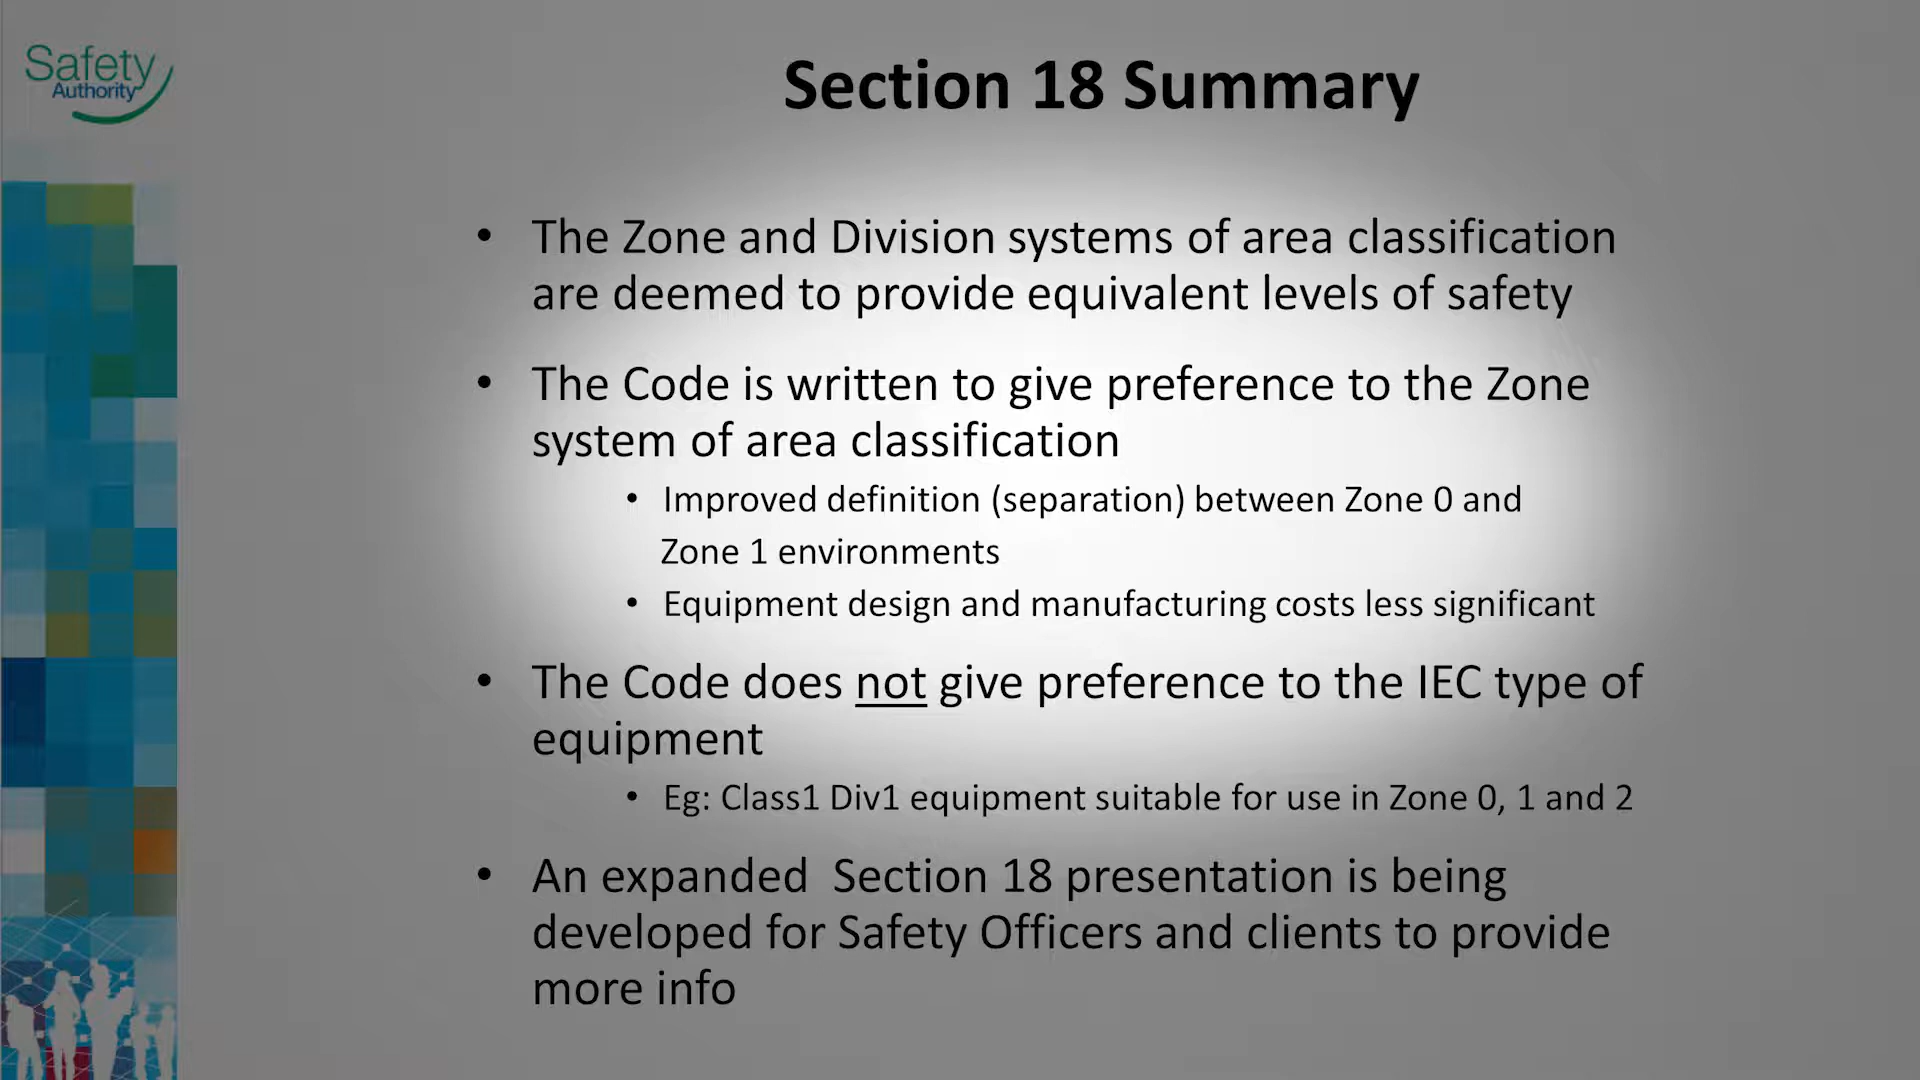 Safety
Authority
Section 18 Summary
• The Zone and Division systems of area classification
are deemed to provide equivalent levels of safety
• The Code is written to give preference to the Zone
system of area classification
• Improved definition (separation) between Zone 0 and
Zone 1 environments
• Equipment design and manufacturing costs less significant
• The Code does not give preference to the IEC type of
equipment
• Eg: Class1 Div1 equipment suitable for use in Zone 0, 1 and 2
• An expanded  Section 18 presentation is being
developed for Safety Officers and clients to provide
more info